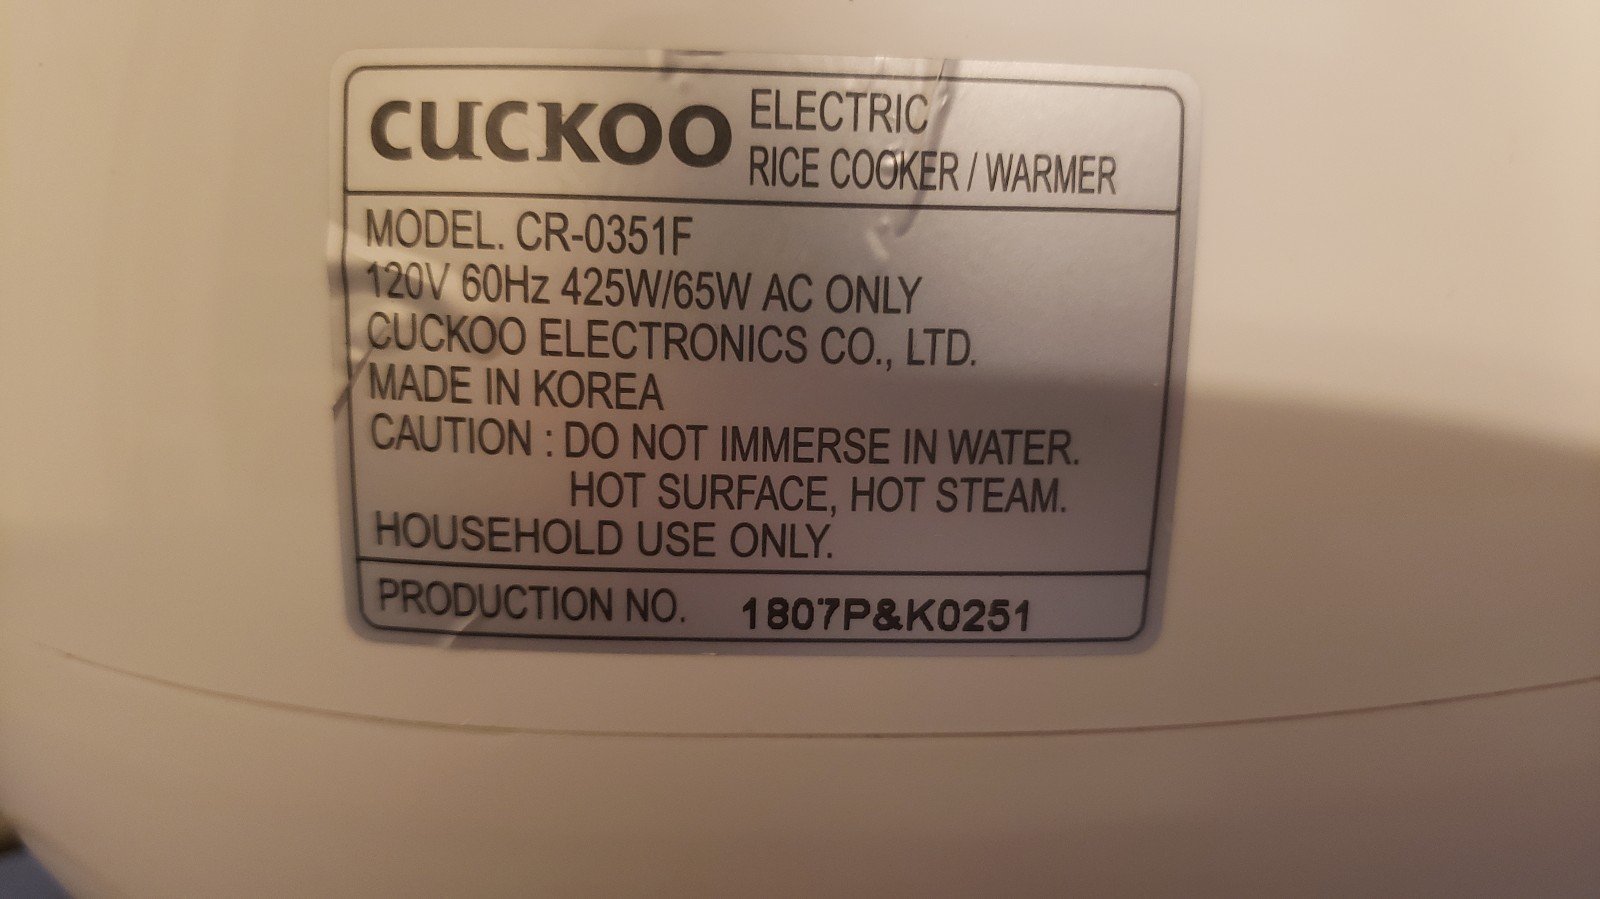 CUCKOO ELECTRIC
RICE COOKER / WARMER
MODEL. CR-0351F
120V 60Hz 425W/65W AC ONLY
CUCKOO ELECTRONICS CO., LTD.
MADE IN KOREA
CAUTION : DO NOT IMMERSE IN WATER.
HOT SURFACE, HOT STEAM.
HOUSEHOLD USE ONLY.
PRODUCTION NO. 1807P&K0251